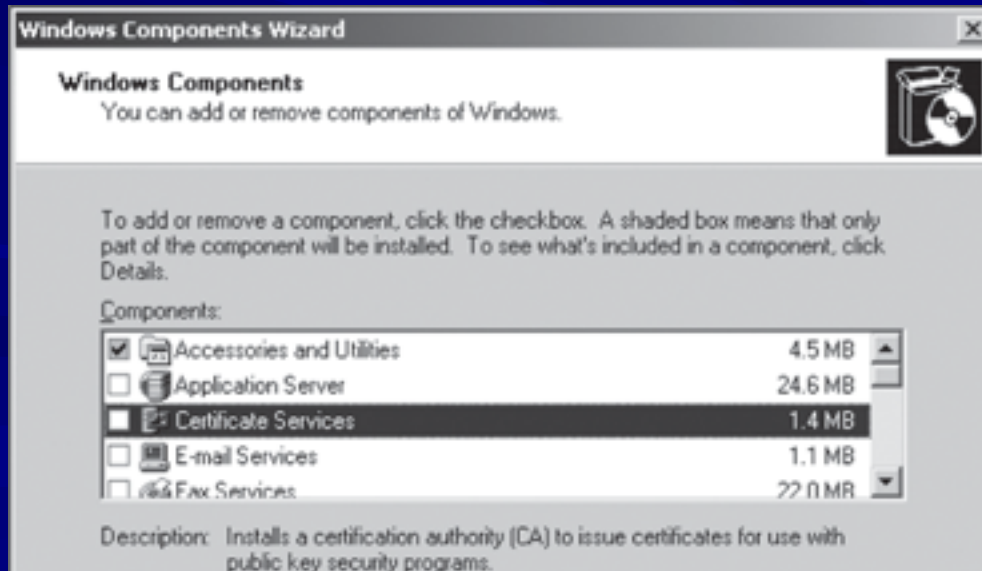 Windows Components Wizard
Windows Components
You can add or remove components of Windows.
To add or remove a component, click the checkbox. A shaded box means that only
part of the component will be installed. To see what's included in a component, click
Details.
Components:
Accessories and Utilities 4.5 MB
Application Server 24.6 MB
Certificate Services 1.4 MB
E-mail Services 1.1 MB
Fax Services 22.0 MB
Description: Installs a certification authority (CA) to issue certificates for use with
public key security programs.